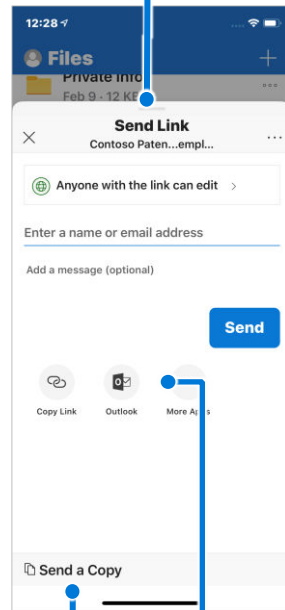 12:28
Files
Private Info
Feb 9 · 12 KB
Send Link
Contoso Paten...empl...
Anyone with the link can edit
Enter a name or email address
Add a message (optional)
Send
Copy Link
Outlook
More Apps
Send a Copy